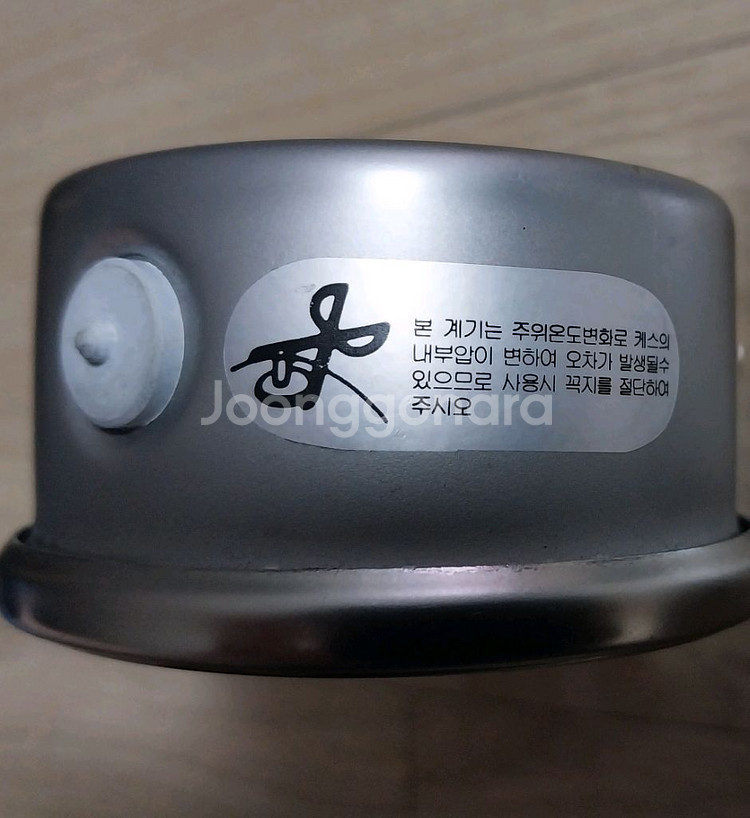 본 계기는 주위온도변화로 케스의
내부압이 변하여 오차가 발생될수
있으므로 사용시 꼭지를 절단하여
주시오
Joonggonara